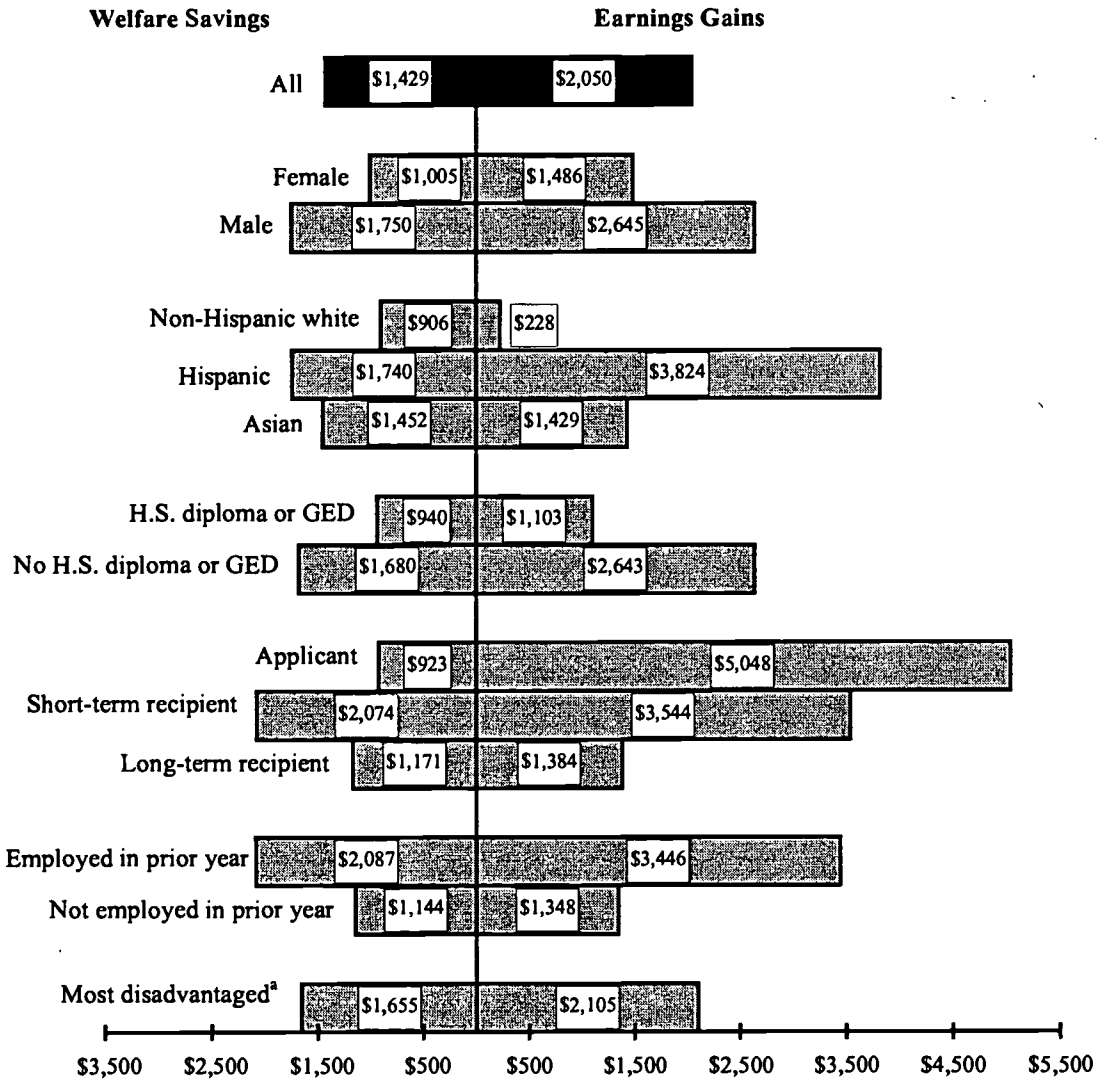 Welfare Savings Earnings Gains
All $1,429 $2,050
Female $1,005 $1,486
Male $1,750 $2,645
Non-Hispanic white $906 $228
Hispanic $1,740 $3,824
Asian $1,452 $1,429
H.S. diploma or GED $940 $1,103
No H.S. diploma or GED $1,680 $2,643
Applicant $923 $5,048
Short-term recipient $2,074 $3,544
Long-term recipient $1,171 $1,384
Employed in prior year $2,087 $3,446
Not employed in prior year $1,144 $1,348
Most disadvantagedᵃ $1,655 $2,105
$3,500 $2,500 $1,500 $500 $500 $1,500 $2,500 $3,500 $4,500 $5,500